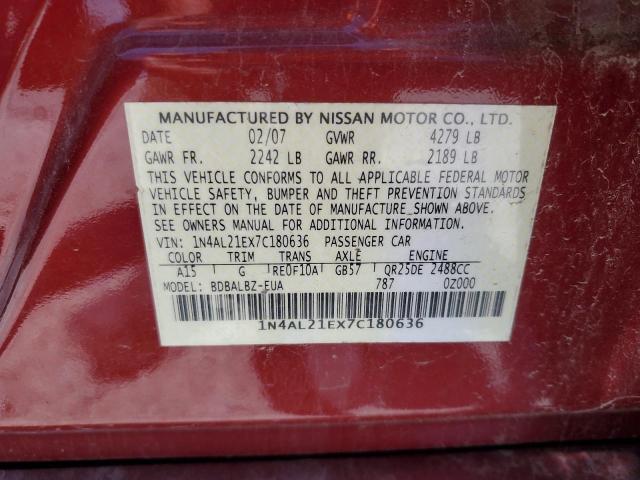 MANUFACTURED BY NISSAN MOTOR CO., LTD.
DATE 02/07 GVWR 4279 LB
GAWR FR. 2242 LB GAWR RR. 2189 LB
THIS VEHICLE CONFORMS TO ALL APPLICABLE FEDERAL MOTOR
VEHICLE SAFETY, BUMPER AND THEFT PREVENTION STANDARDS
IN EFFECT ON THE DATE OF MANUFACTURE SHOWN ABOVE.
SEE OWNERS MANUAL FOR ADDITIONAL INFORMATION.
VIN: 1N4AL21EX7C180636 PASSENGER CAR
COLOR TRIM TRANS AXLE ENGINE
A15 G RE0F10A GB57 QR25DE 2488CC
MODEL: BDBALBZ-EUA 787 0Z000
1N4AL21EX7C180636